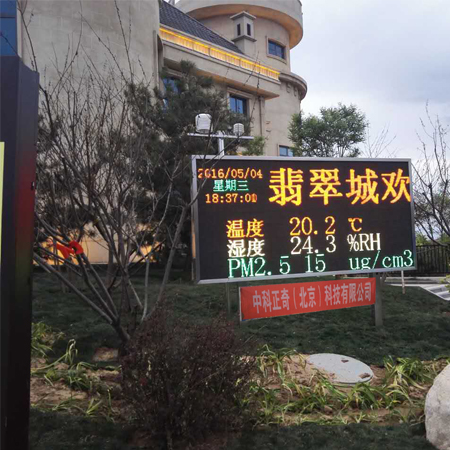 2016/05/04
星期三
18:37:00
翡翠城欢
温度 20.2 ℃
湿度 24.3 %RH
PM2.5 15 ug/cm3
中科正奇（北京）科技有限公司